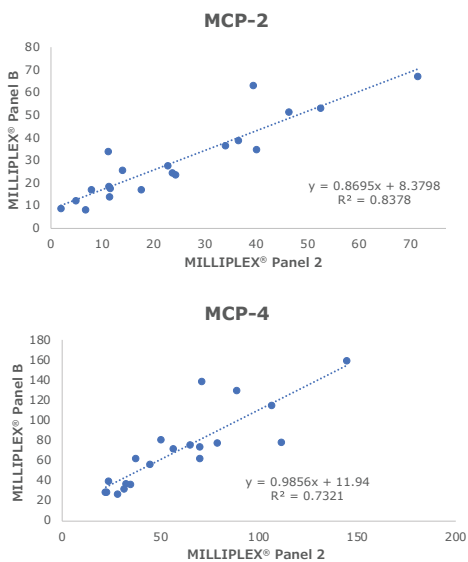 MCP-2
MILLIPLEX® Panel B
80
70
60
50
40
30
20
10
0
y = 0.8695x + 8.3798
R² = 0.8378
0 10 20 30 40 50 60 70
MILLIPLEX® Panel 2
MCP-4
MILLIPLEX® Panel B
180
160
140
120
100
80
60
40
20
0
y = 0.9856x + 11.94
R² = 0.7321
0 50 100 150 200
MILLIPLEX® Panel 2